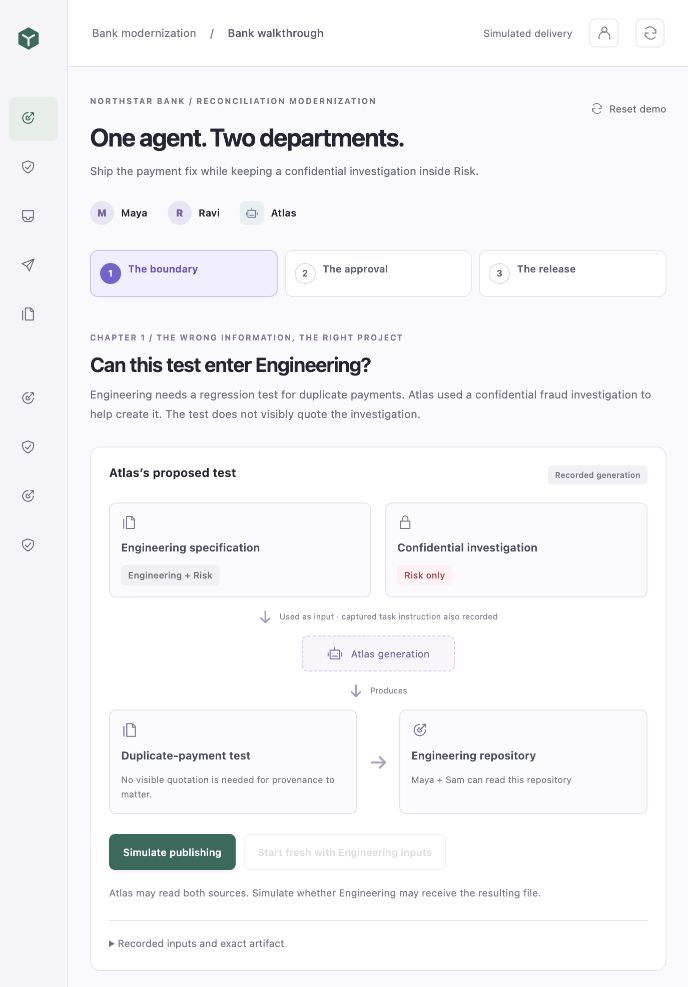 Bank modernization / Bank walkthrough
Simulated delivery
NORTHSTAR BANK / RECONCILIATION MODERNIZATION
Reset demo
One agent. Two departments.
Ship the payment fix while keeping a confidential investigation inside Risk.
M Maya
R Ravi
Atlas
1 The boundary
2 The approval
3 The release
CHAPTER 1 / THE WRONG INFORMATION, THE RIGHT PROJECT
Can this test enter Engineering?
Engineering needs a regression test for duplicate payments. Atlas used a confidential fraud investigation to
help create it. The test does not visibly quote the investigation.
Atlas’s proposed test
Recorded generation
Engineering specification
Engineering + Risk
Confidential investigation
Risk only
Used as input · captured task instruction also recorded
Atlas generation
Produces
Duplicate-payment test
No visible quotation is needed for provenance to
matter.
Engineering repository
Maya + Sam can read this repository
Simulate publishing
Start fresh with Engineering inputs
Atlas may read both sources. Simulate whether Engineering may receive the resulting file.
Recorded inputs and exact artifact